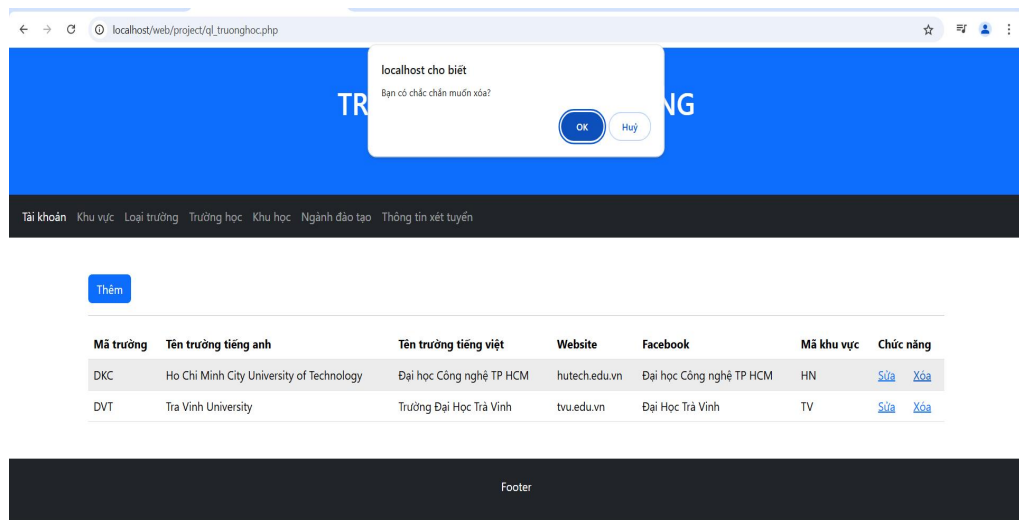 localhost/web/project/ql_truonghoc.php
localhost cho biết
Bạn có chắc chắn muốn xóa?
OK Huỷ
TR NG
Tài khoản Khu vực Loại trường Trường học Khu học Ngành đào tạo Thông tin xét tuyển
Thêm
Mã trường Tên trường tiếng anh Tên trường tiếng việt Website Facebook Mã khu vực Chức năng
DKC Ho Chi Minh City University of Technology Đại học Công nghệ TP HCM hutech.edu.vn Đại học Công nghệ TP HCM HN Sửa Xóa
DVT Tra Vinh University Trường Đại Học Trà Vinh tvu.edu.vn Đại Học Trà Vinh TV Sửa Xóa
Footer